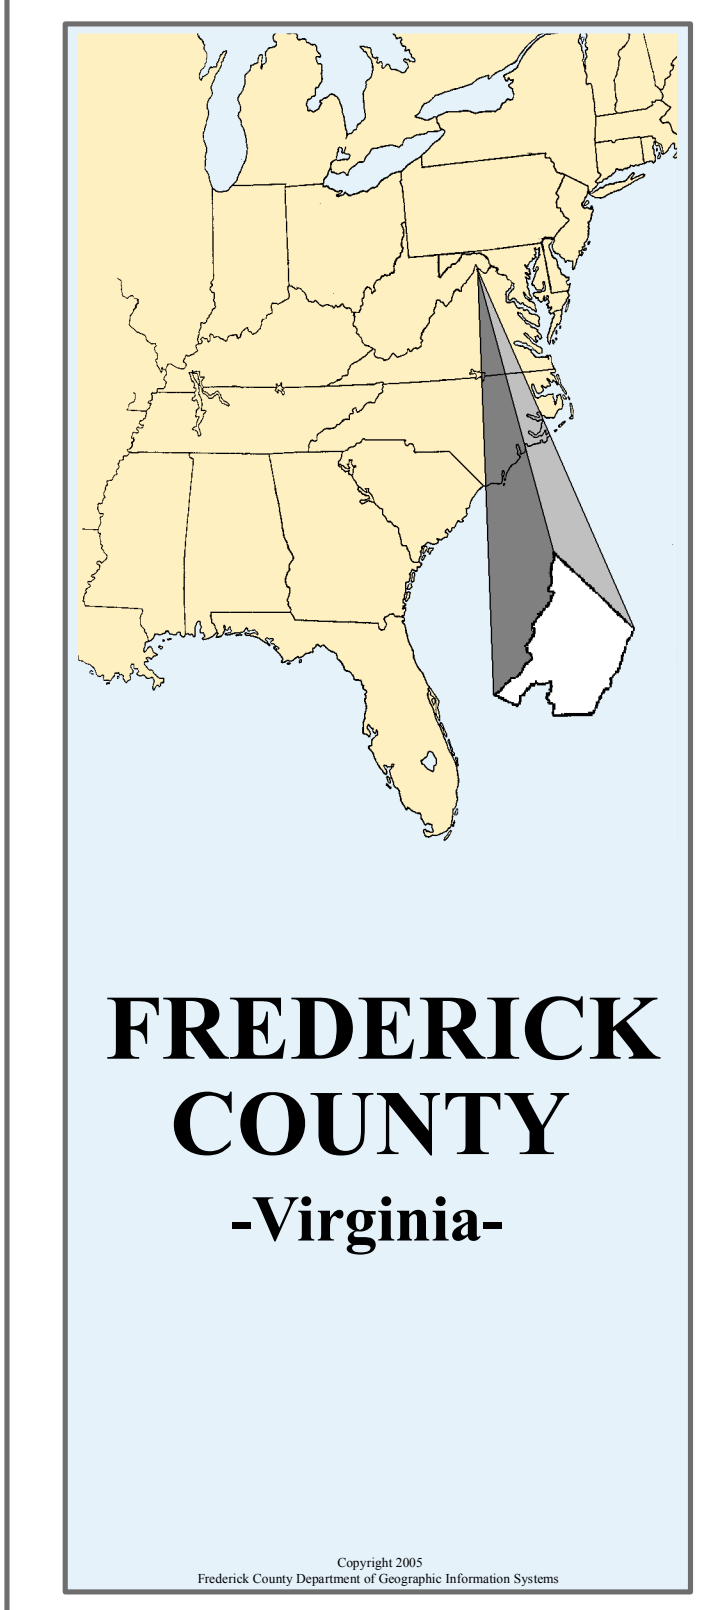 FREDERICK
COUNTY
-Virginia-
Copyright 2005
Frederick County Department of Geographic Information Systems